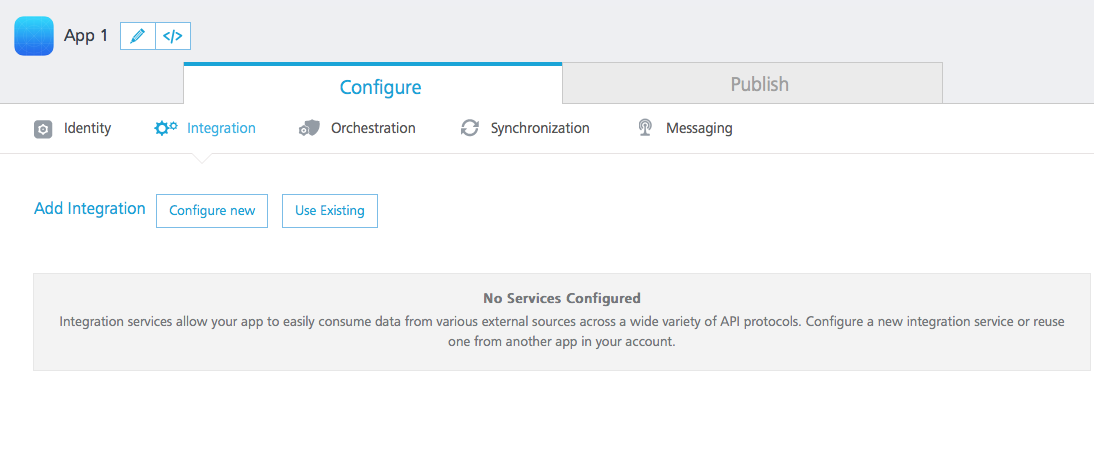 App 1 </>
Configure Publish
Identity Integration Orchestration Synchronization Messaging
Add Integration Configure new Use Existing
No Services Configured
Integration services allow your app to easily consume data from various external sources across a wide variety of API protocols. Configure a new integration service or reuse
one from another app in your account.